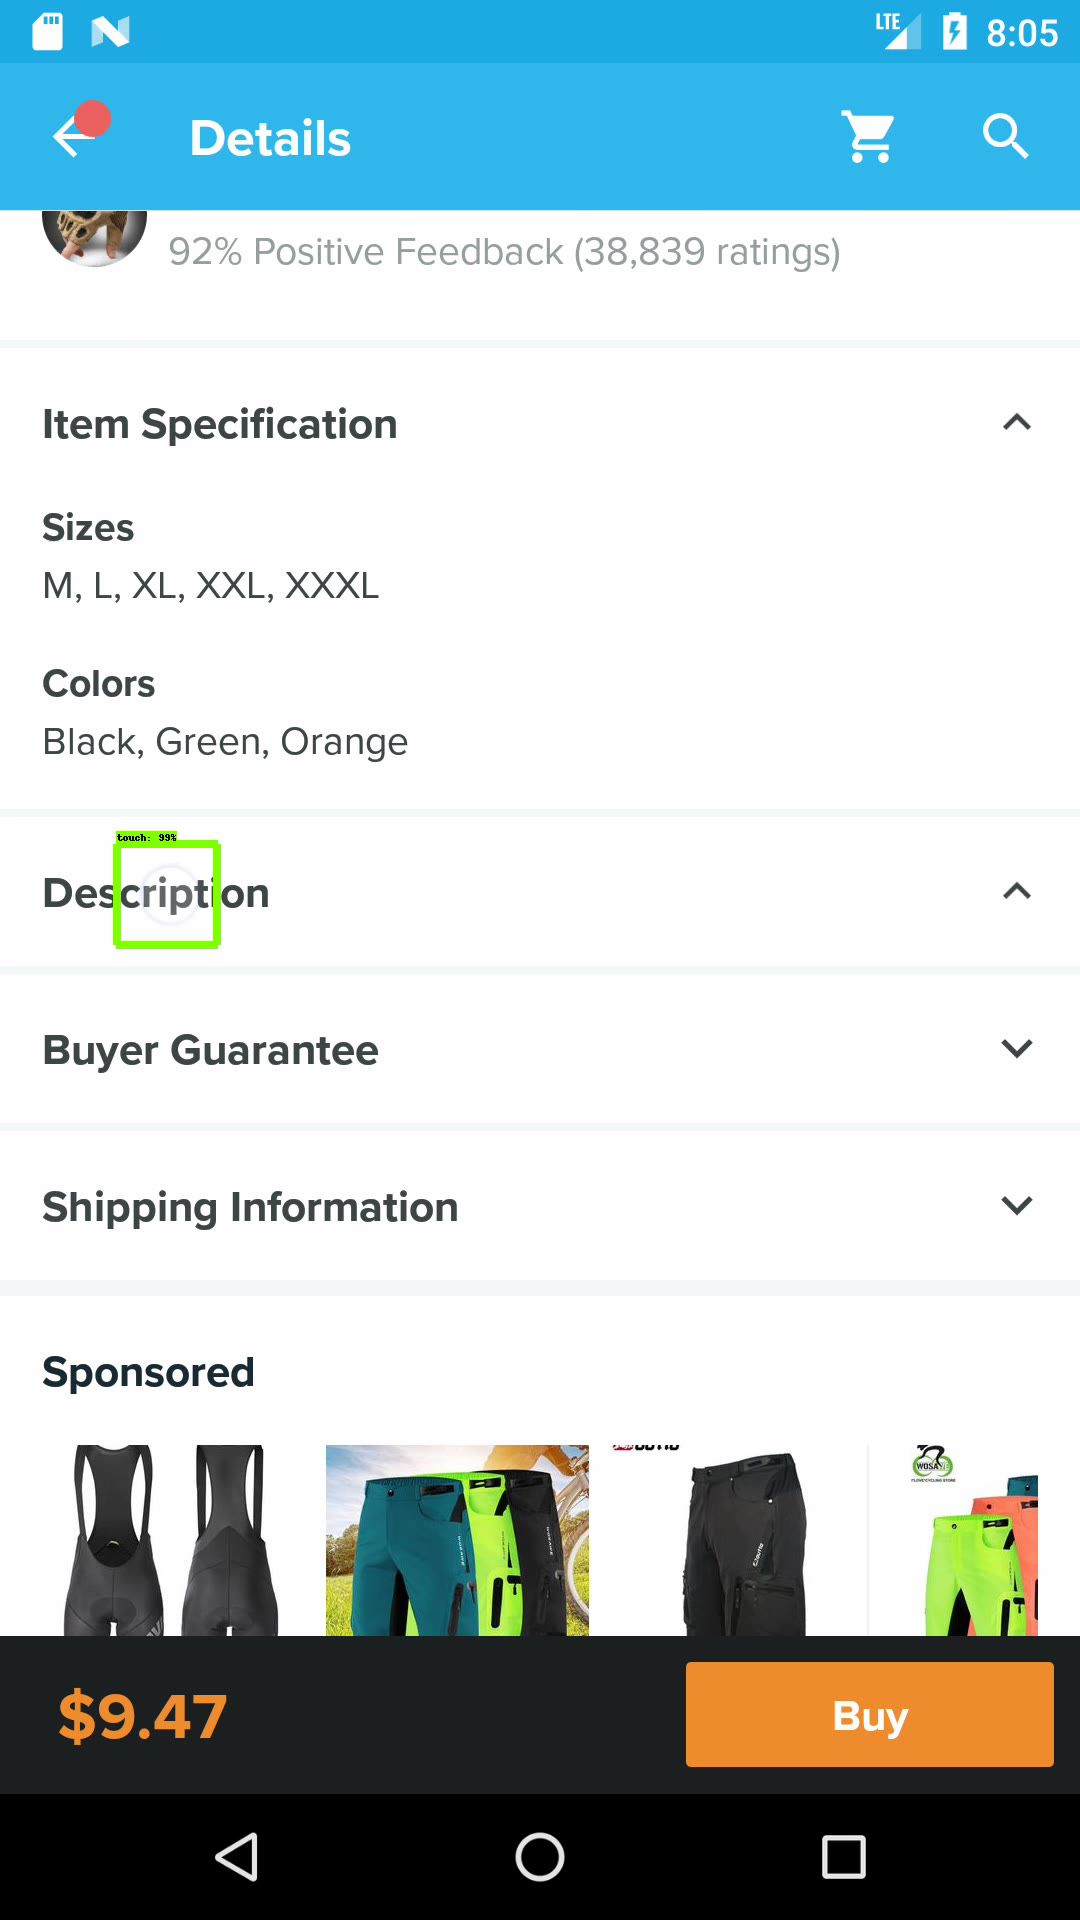 LTE 8:05
Details
92% Positive Feedback (38,839 ratings)
Item Specification
Sizes
M, L, XL, XXL, XXXL
Colors
Black, Green, Orange
touch: 99%
Description
Buyer Guarantee
Shipping Information
Sponsored
WOSAWE
$9.47
Buy